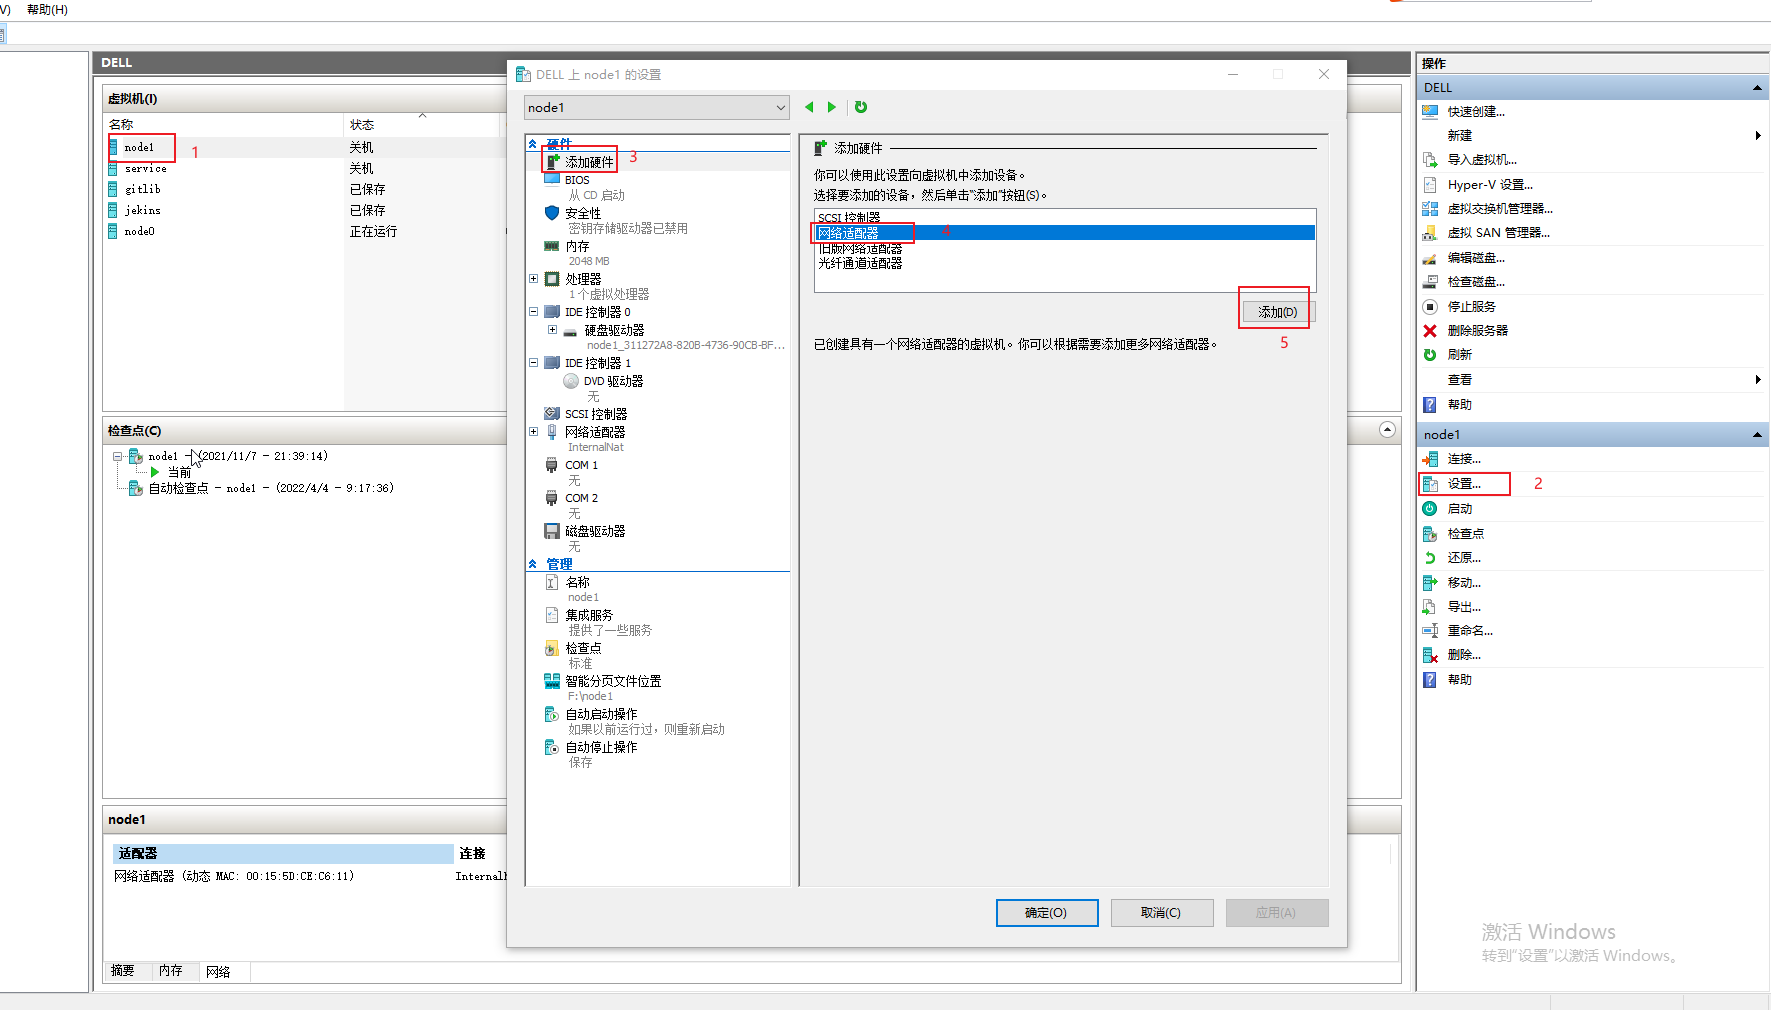 V) 帮助(H)
DELL
虚拟机(I)
名称 状态
node1 关机
1
service 关机
gitlib 已保存
jekins 已保存
node0 正在运行
检查点(C)
node1 - (2021/11/7 - 21:39:14)
当前
自动检查点 - node1 - (2022/4/4 - 9:17:36)
node1
适配器 连接
网络适配器 (动态 MAC: 00:15:5D:CE:C6:11)
摘要 内存 网络
DELL 上 node1 的设置
node1
硬件
添加硬件
3
BIOS
从 CD 启动
安全性
密钥存储驱动器已禁用
内存
2048 MB
处理器
1 个虚拟处理器
IDE 控制器 0
硬盘驱动器
node1_311272A8-820B-4736-90CB-BF...
IDE 控制器 1
DVD 驱动器
无
SCSI 控制器
网络适配器
InternalNat
COM 1
无
COM 2
无
磁盘驱动器
无
管理
名称
node1
集成服务
提供了一些服务
检查点
标准
智能分页文件位置
F:\node1
自动启动操作
如果以前运行过，则重新启动
自动停止操作
保存
添加硬件
你可以使用此设置向虚拟机中添加设备。
选择要添加的设备，然后单击"添加"按钮(S)。
SCSI 控制器
网络适配器
4
旧版网络适配器
光纤通道适配器
添加(D)
5
已创建具有一个网络适配器的虚拟机。你可以根据需要添加更多网络适配器。
确定(O) 取消(C) 应用(A)
操作
DELL
快速创建...
新建
导入虚拟机...
Hyper-V 设置...
虚拟交换机管理器...
虚拟 SAN 管理器...
编辑磁盘...
检查磁盘...
停止服务
删除服务器
刷新
查看
帮助
node1
连接...
设置...
2
启动
检查点
还原...
移动...
导出...
重命名...
删除...
帮助
激活 Windows
转到"设置"以激活 Windows。